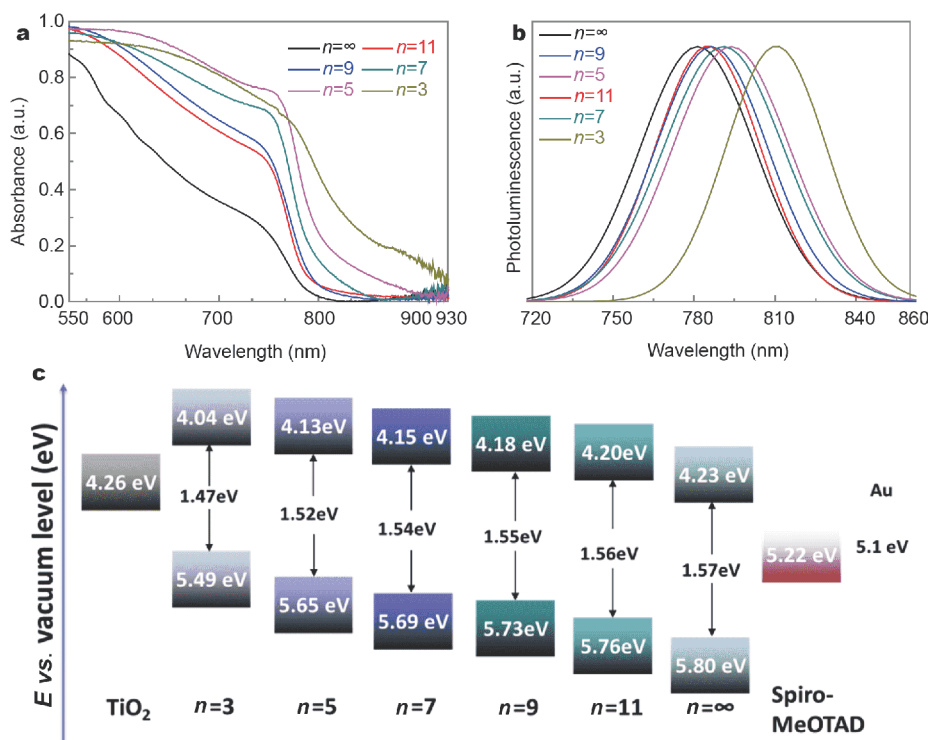 a
1.0
0.8
0.6
0.4
0.2
0.0
Absorbance (a.u.)
n=∞ n=11
n=9 n=7
n=5 n=3
550 600 700 800 900 930
Wavelength (nm)
b
n=∞
n=9
n=5
n=11
n=7
n=3
Photoluminescence (a.u.)
720 750 780 810 840 860
Wavelength (nm)
c
E vs. vacuum level (eV)
4.26 eV
4.04 eV
1.47eV
5.49 eV
4.13eV
1.52eV
5.65 eV
4.15 eV
1.54eV
5.69 eV
4.18 eV
1.55eV
5.73eV
4.20eV
1.56eV
5.76eV
4.23 eV
1.57eV
5.80 eV
5.22 eV
Au
5.1 eV
TiO₂ n=3 n=5 n=7 n=9 n=11 n=∞ Spiro-
MeOTAD